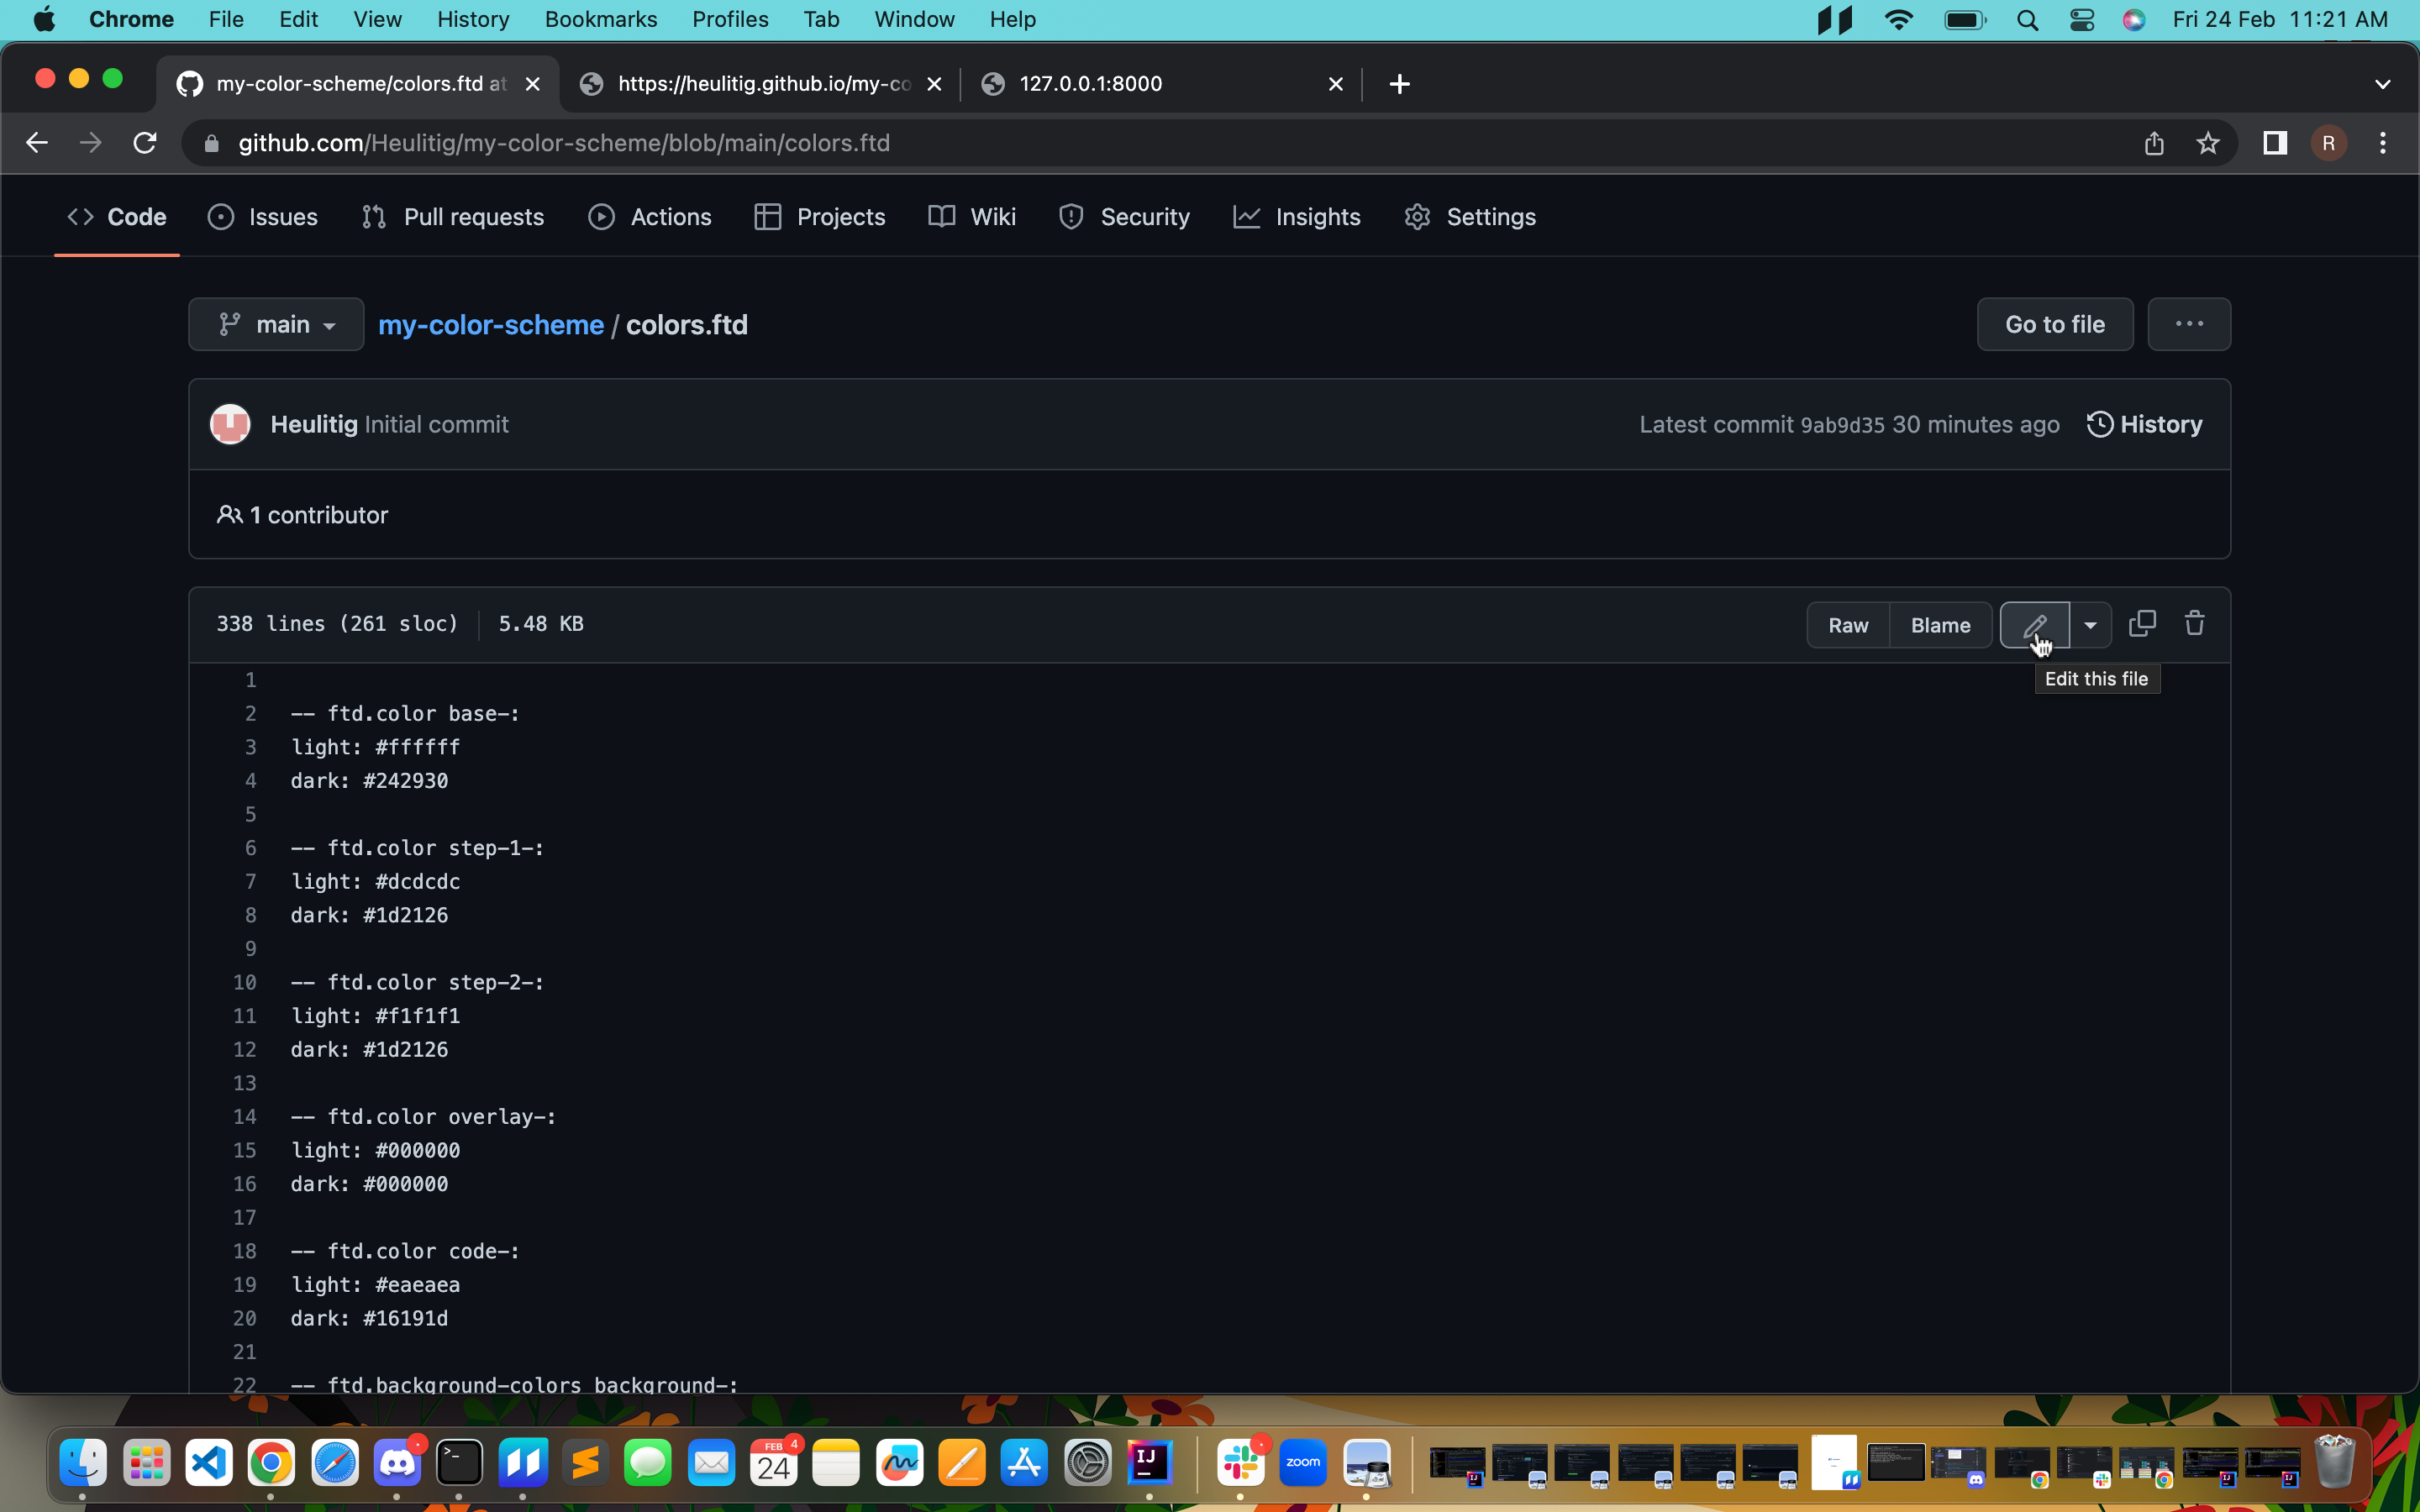 Chrome File Edit View History Bookmarks Profiles Tab Window Help Fri 24 Feb 11:21 AM
my-color-scheme/colors.ftd at https://heulitig.github.io/my-co 127.0.0.1:8000
github.com/Heulitig/my-color-scheme/blob/main/colors.ftd R
<> Code Issues Pull requests Actions Projects Wiki Security Insights Settings
main my-color-scheme / colors.ftd Go to file ...
Heulitig Initial commit Latest commit 9ab9d35 30 minutes ago History
1 contributor
338 lines (261 sloc) 5.48 KB Raw Blame
Edit this file
1
2 -- ftd.color base-:
3 light: #ffffff
4 dark: #242930
5
6 -- ftd.color step-1-:
7 light: #dcdcdc
8 dark: #1d2126
9
10 -- ftd.color step-2-:
11 light: #f1f1f1
12 dark: #1d2126
13
14 -- ftd.color overlay-:
15 light: #000000
16 dark: #000000
17
18 -- ftd.color code-:
19 light: #eaeaea
20 dark: #16191d
21
22 -- ftd.background-colors background-:
FEB 4
24
IJ
zoom